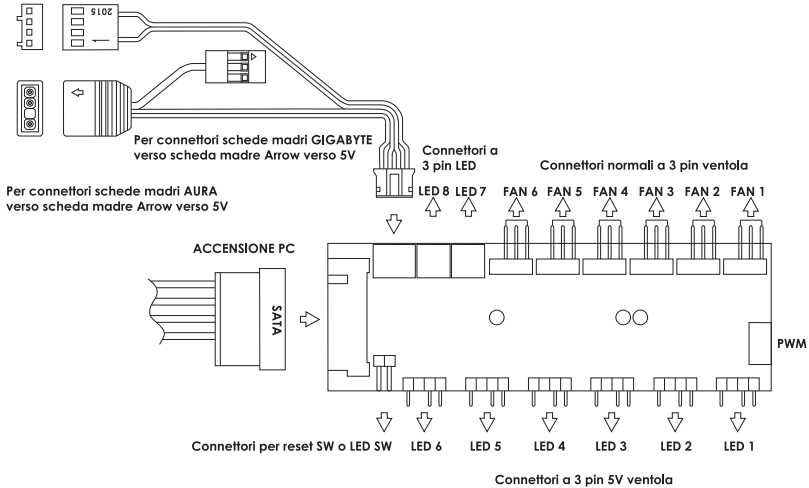 2015
1
Per connettori schede madri GIGABYTE
verso scheda madre Arrow verso 5V
Per connettori schede madri AURA
verso scheda madre Arrow verso 5V
Connettori a
3 pin LED
LED 8 LED 7
Connettori normali a 3 pin ventola
FAN 6 FAN 5 FAN 4 FAN 3 FAN 2 FAN 1
ACCENSIONE PC
SATA
PWM
Connettori per reset SW o LED SW
LED 6 LED 5 LED 4 LED 3 LED 2 LED 1
Connettori a 3 pin 5V ventola